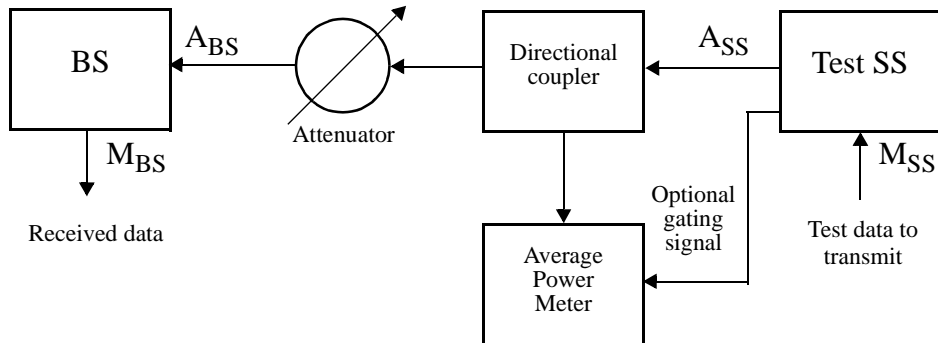 BS
A_BS
Attenuator
Directional
coupler
A_SS
Test SS
M_BS
Received data
M_SS
Test data to
transmit
Optional
gating
signal
Average
Power
Meter